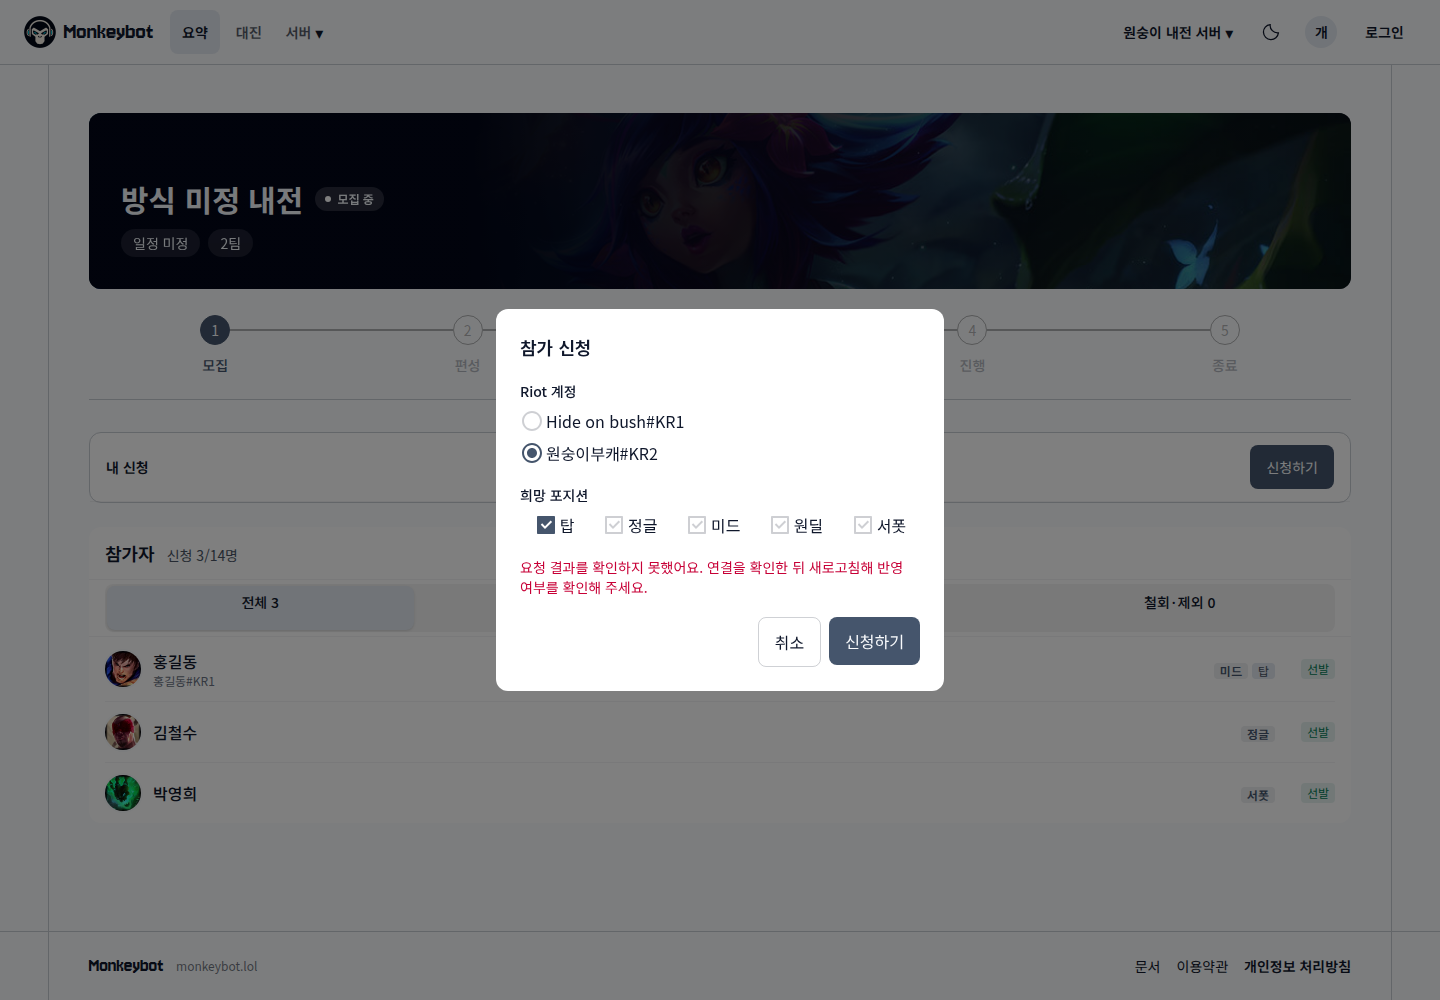 Monkeybot
요약
대진
서버 ▾
원숭이 내전 서버 ▾
개
로그인
방식 미정 내전
모집 중
일정 미정
2팀
1
2
4
5
모집
편성
진행
종료
참가 신청
Riot 계정
Hide on bush#KR1
원숭이부캐#KR2
희망 포지션
탑
정글
미드
원딜
서폿
요청 결과를 확인하지 못했어요. 연결을 확인한 뒤 새로고침해 반영
여부를 확인해 주세요.
취소
신청하기
내 신청
신청하기
참가자
신청 3/14명
전체 3
철회·제외 0
홍길동
홍길동#KR1
미드
탑
선발
김철수
정글
선발
박영희
서폿
선발
Monkeybot
monkeybot.lol
문서
이용약관
개인정보 처리방침